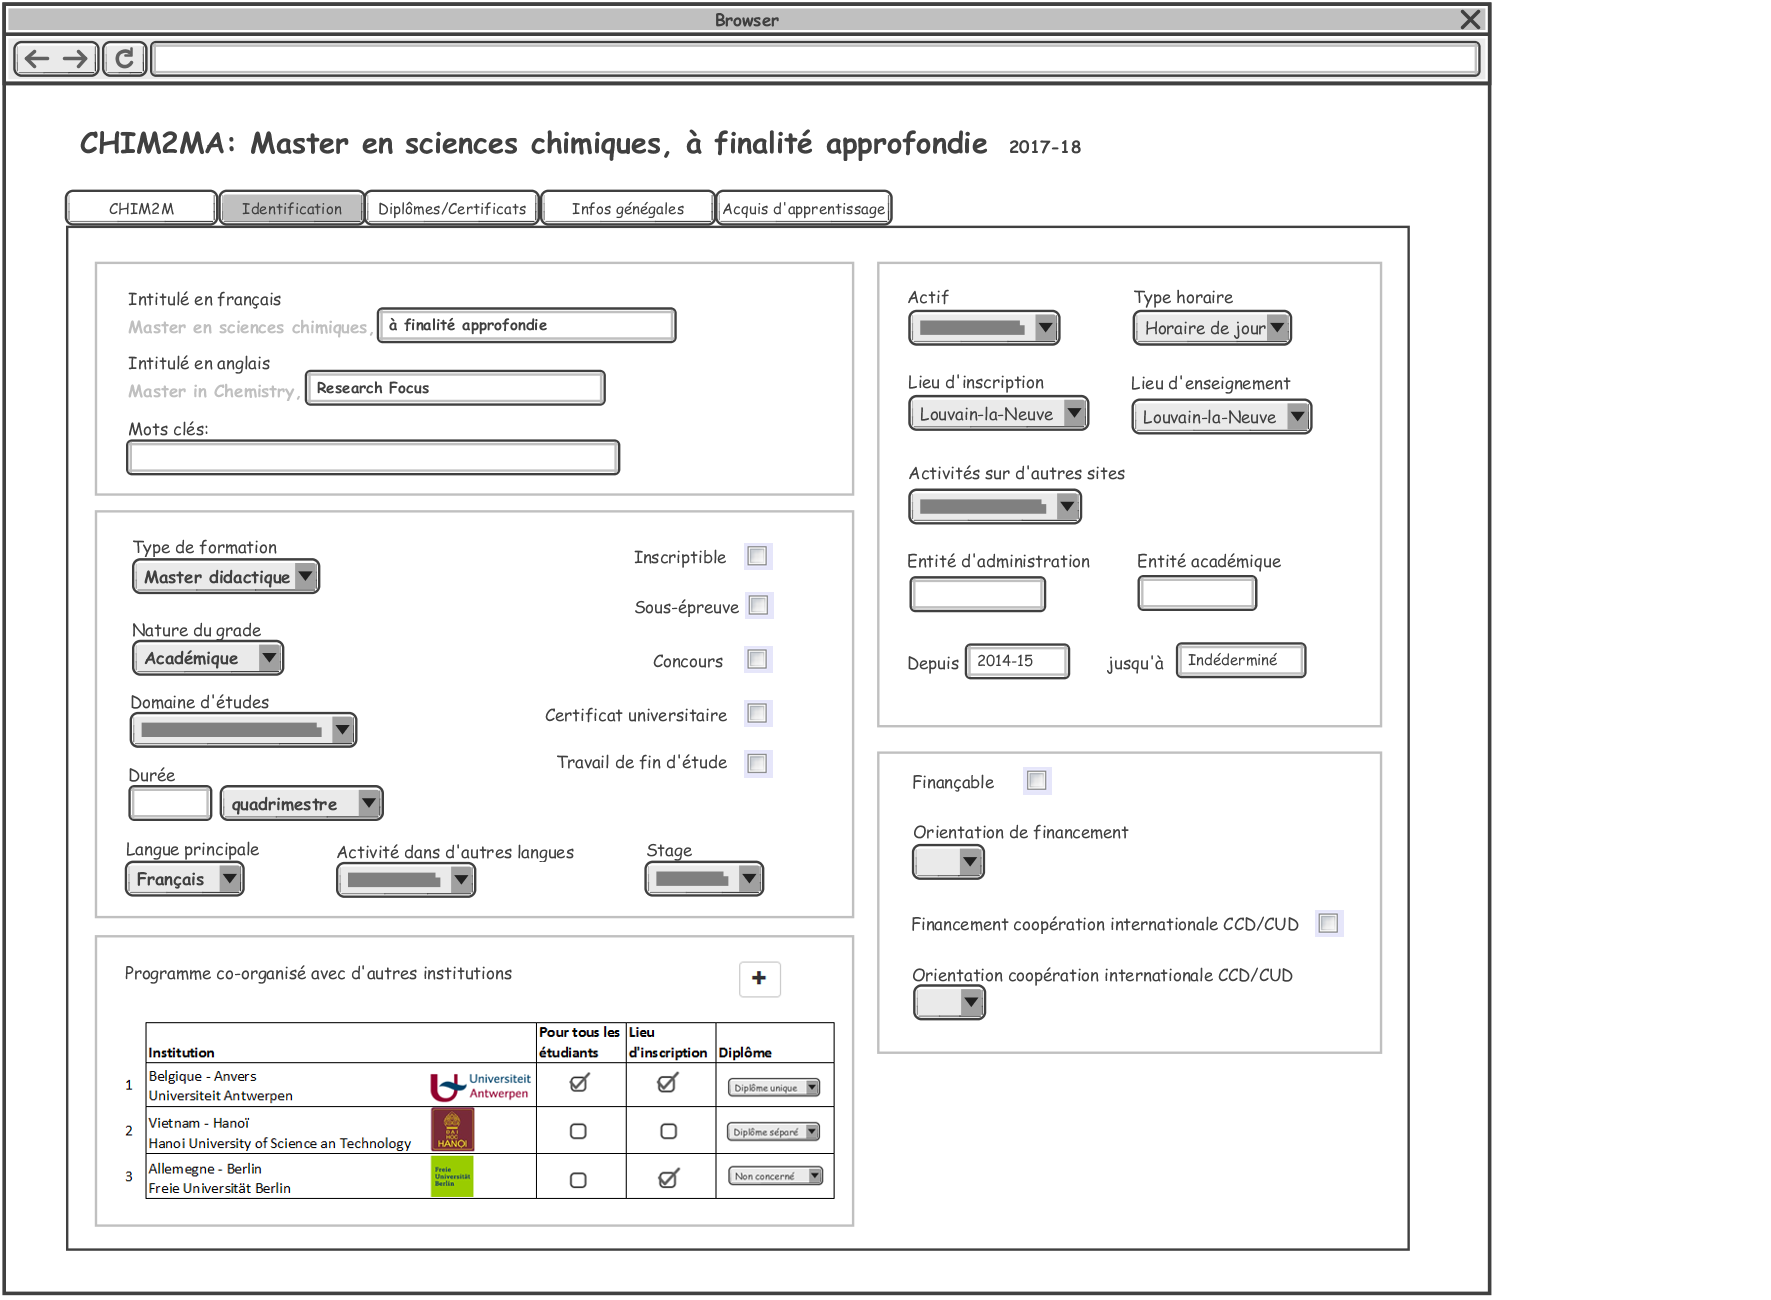 Browser
CHIM2MA: Master en sciences chimiques, à finalité approfondie 2017-18
CHIM2M Identification Diplômes/Certificats Infos génégales Acquis d'apprentissage
Intitulé en français
Master en sciences chimiques, à finalité approfondie
Intitulé en anglais
Master in Chemistry, Research Focus
Mots clés:
Type de formation
Master didactique
Nature du grade
Académique
Domaine d'études
Durée
quadrimestre
Inscriptible
Sous-épreuve
Concours
Certificat universitaire
Travail de fin d'étude
Langue principale Activité dans d'autres langues Stage
Français
Programme co-organisé avec d'autres institutions
+
Institution Pour tous les étudiants Lieu d'inscription Diplôme
1 Belgique - Anvers
Universiteit Antwerpen
Universiteit
Antwerpen
Diplôme unique
2 Vietnam - Hanoï
Hanoi University of Science an Technology
ĐẠI
HOC
HANOI
Diplôme séparé
3 Allemegne - Berlin
Freie Universität Berlin
Freie
Universität
Berlin
Non concerné
Actif Type horaire
Horaire de jour
Lieu d'inscription Lieu d'enseignement
Louvain-la-Neuve Louvain-la-Neuve
Activités sur d'autres sites
Entité d'administration Entité académique
Depuis 2014-15 jusqu'à Indéderminé
Finançable
Orientation de financement
Financement coopération internationale CCD/CUD
Orientation coopération internationale CCD/CUD